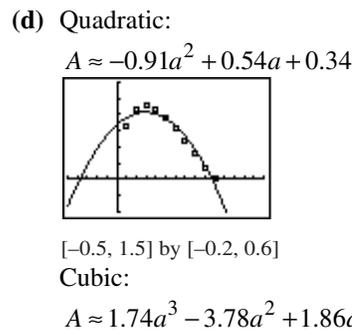 (d) Quadratic:
A ≈ −0.91a² + 0.54a + 0.34
[−0.5, 1.5] by [−0.2, 0.6]
Cubic:
A ≈ 1.74a³ − 3.78a² + 1.86a